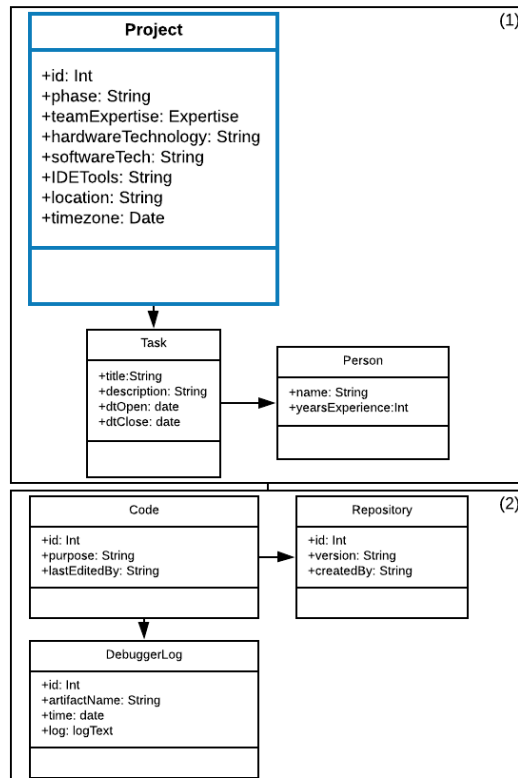 (1)
Project
+id: Int
+phase: String
+teamExpertise: Expertise
+hardwareTechnology: String
+softwareTech: String
+IDETools: String
+location: String
+timezone: Date
Task
+title:String
+description: String
+dtOpen: date
+dtClose: date
Person
+name: String
+yearsExperience:Int
(2)
Code
+id: Int
+purpose: String
+lastEditedBy: String
Repository
+id: Int
+version: String
+createdBy: String
DebuggerLog
+id: Int
+artifactName: String
+time: date
+log: logText